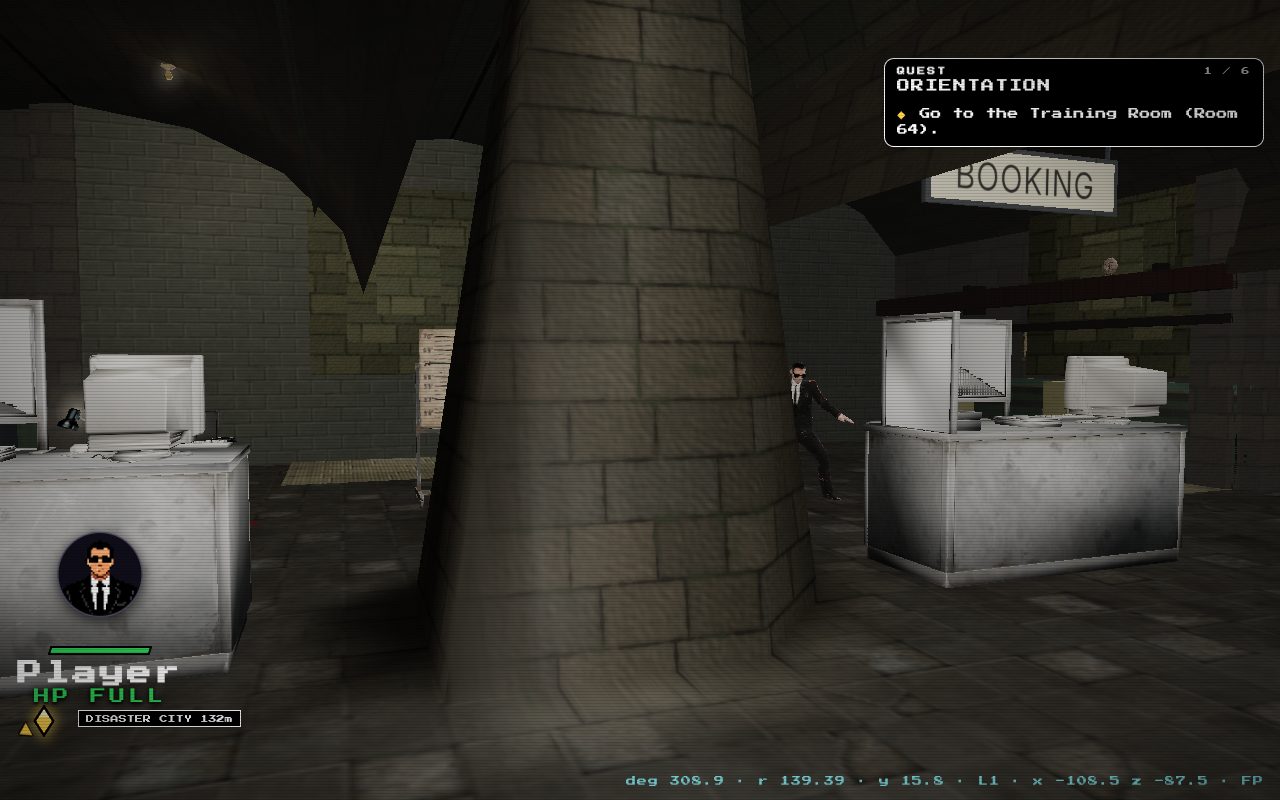 QUEST 1 / 6
ORIENTATION
◆ Go to the Training Room (Room
64).
BOOKING
Player
HP FULL
DISASTER CITY 132m
deg 308.9 · r 139.39 · y 15.8 · L1 · x -108.5 z -87.5 · FP